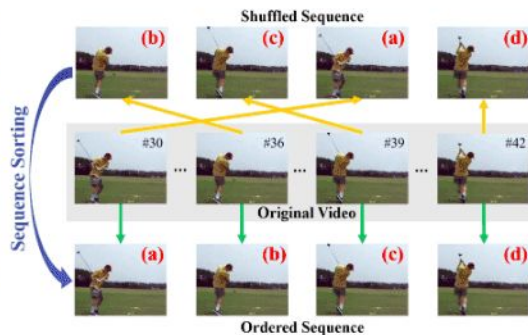 Shuffled Sequence
(b) (c) (a) (d)
Sequence Sorting
#30 ... #36 ... #39 ... #42
Original Video
(a) (b) (c) (d)
Ordered Sequence